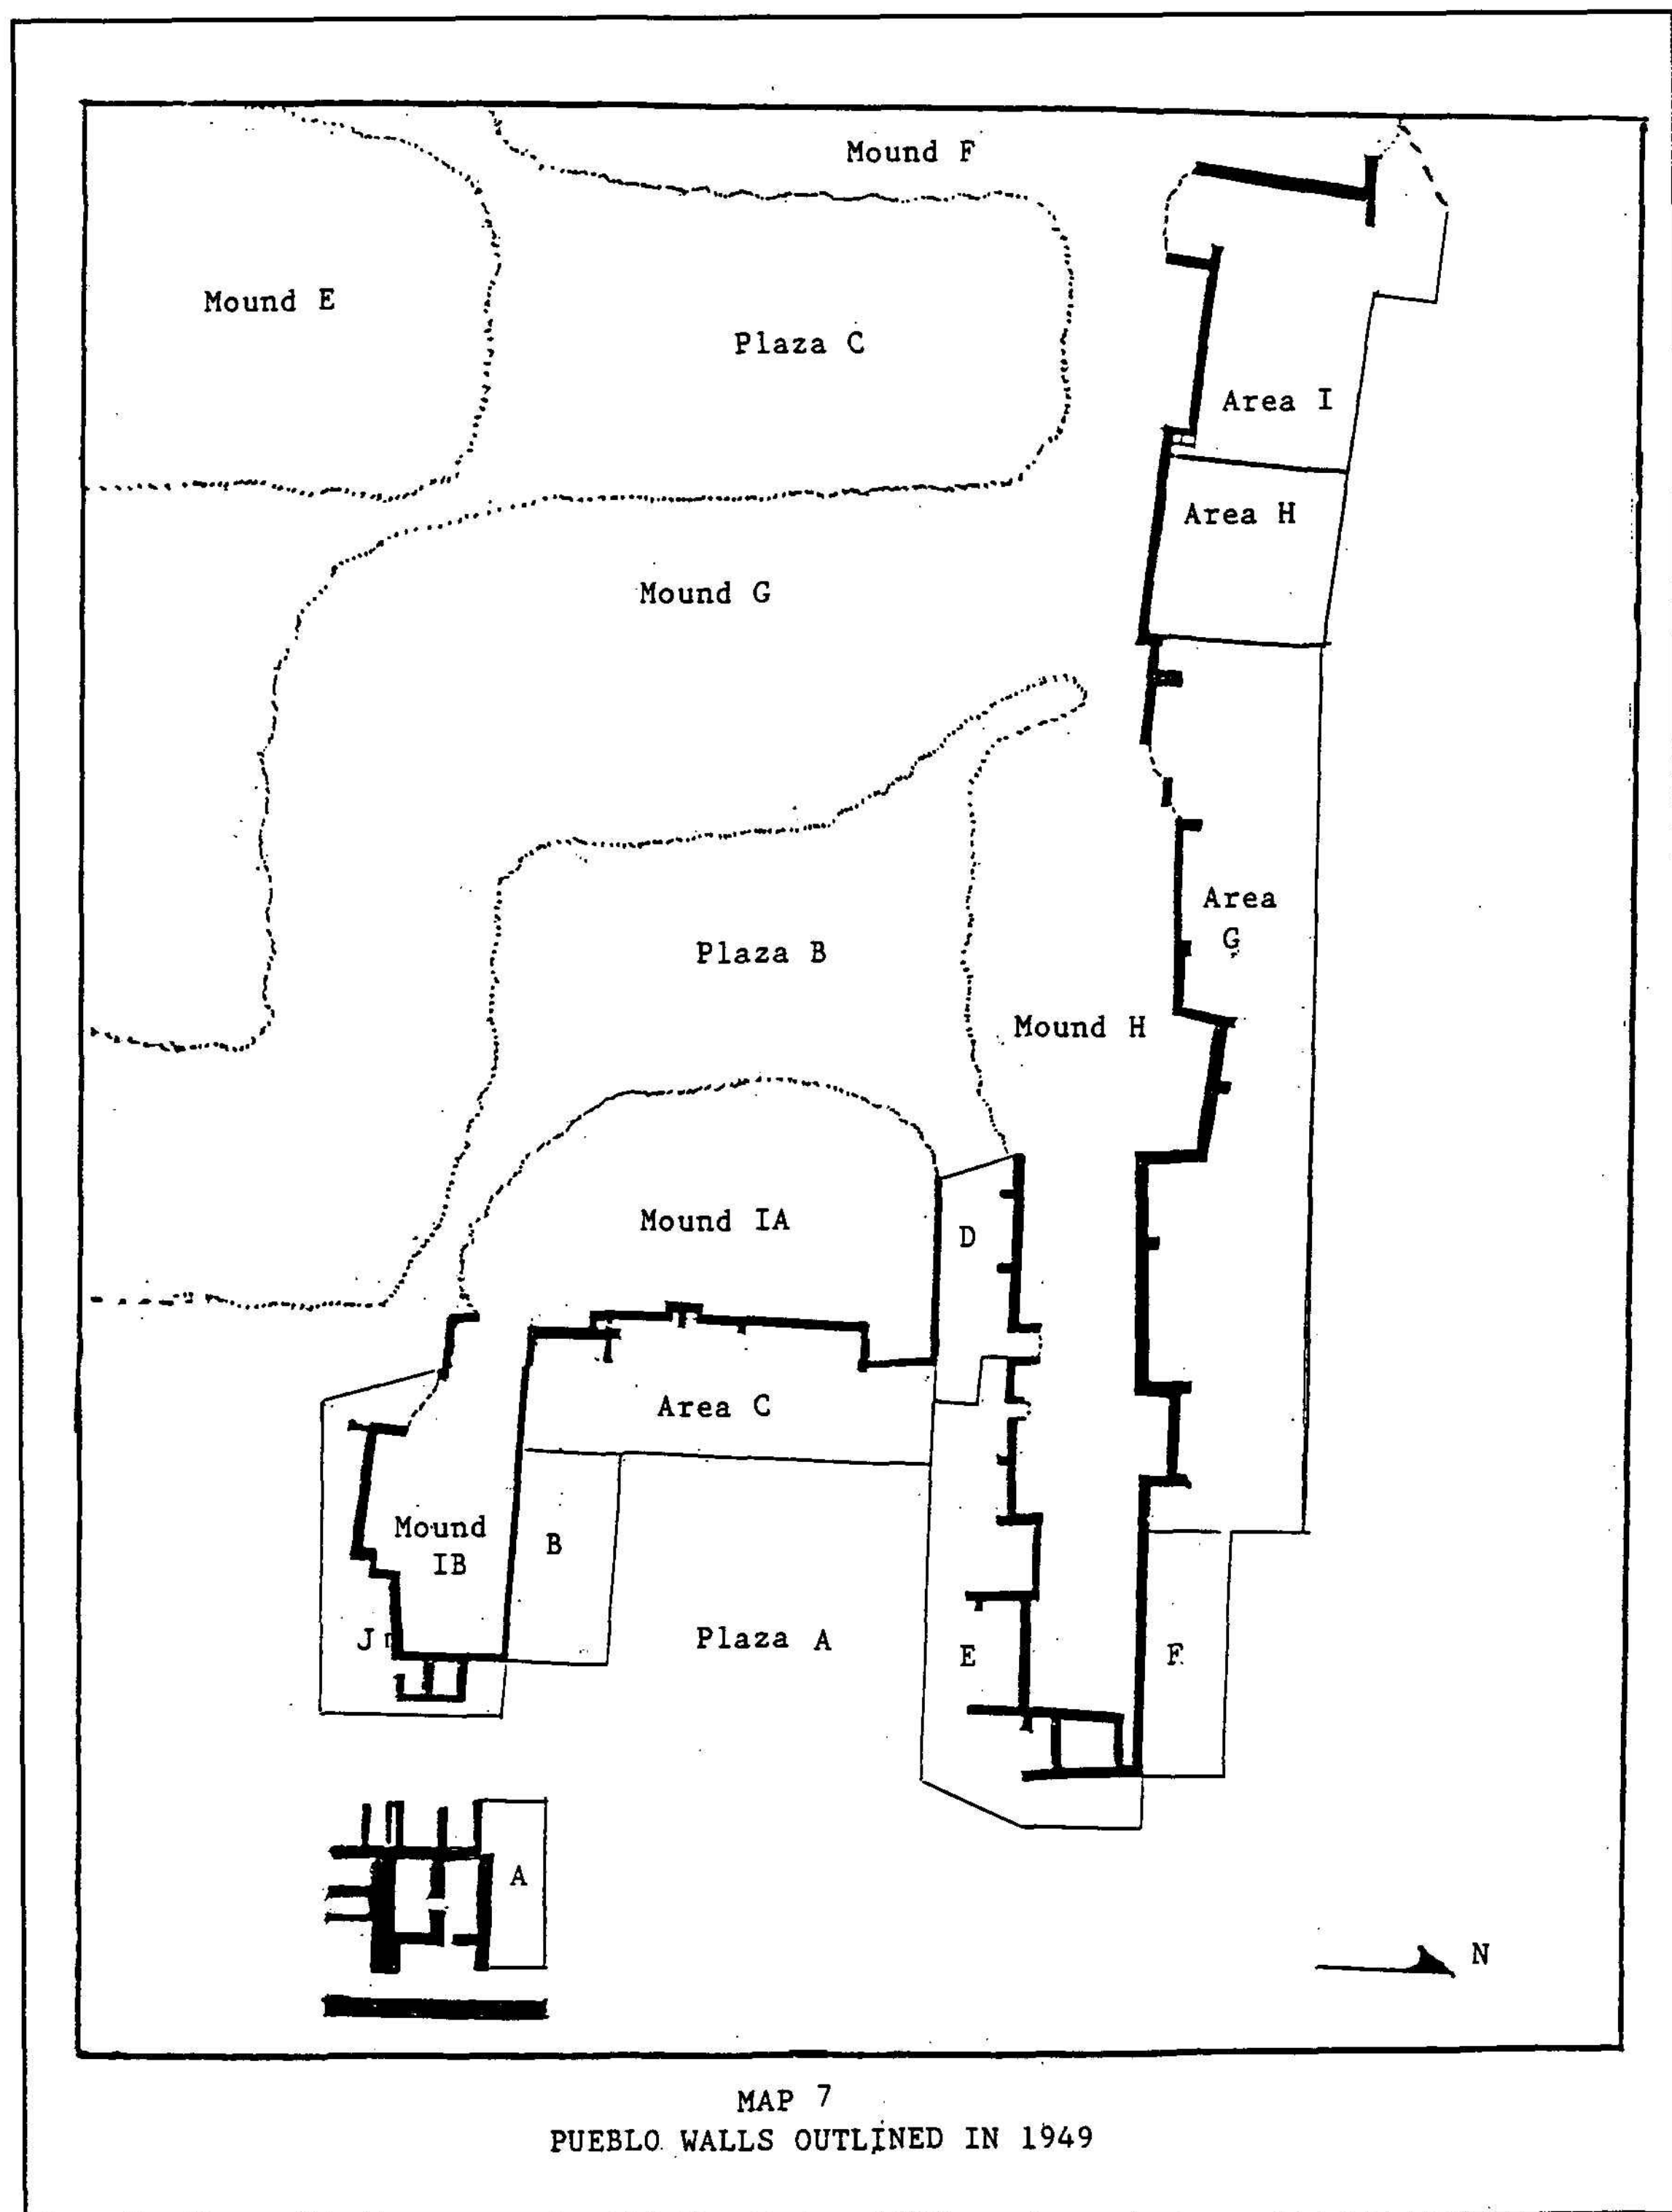 Mound F
Mound E
Plaza C
Area I
Area H
Mound G
Area
G
Plaza B
Mound H
Mound IA
D
Area C
Mound
IB
B
J
Plaza A
E
F
A
N
MAP 7
PUEBLO WALLS OUTLINED IN 1949